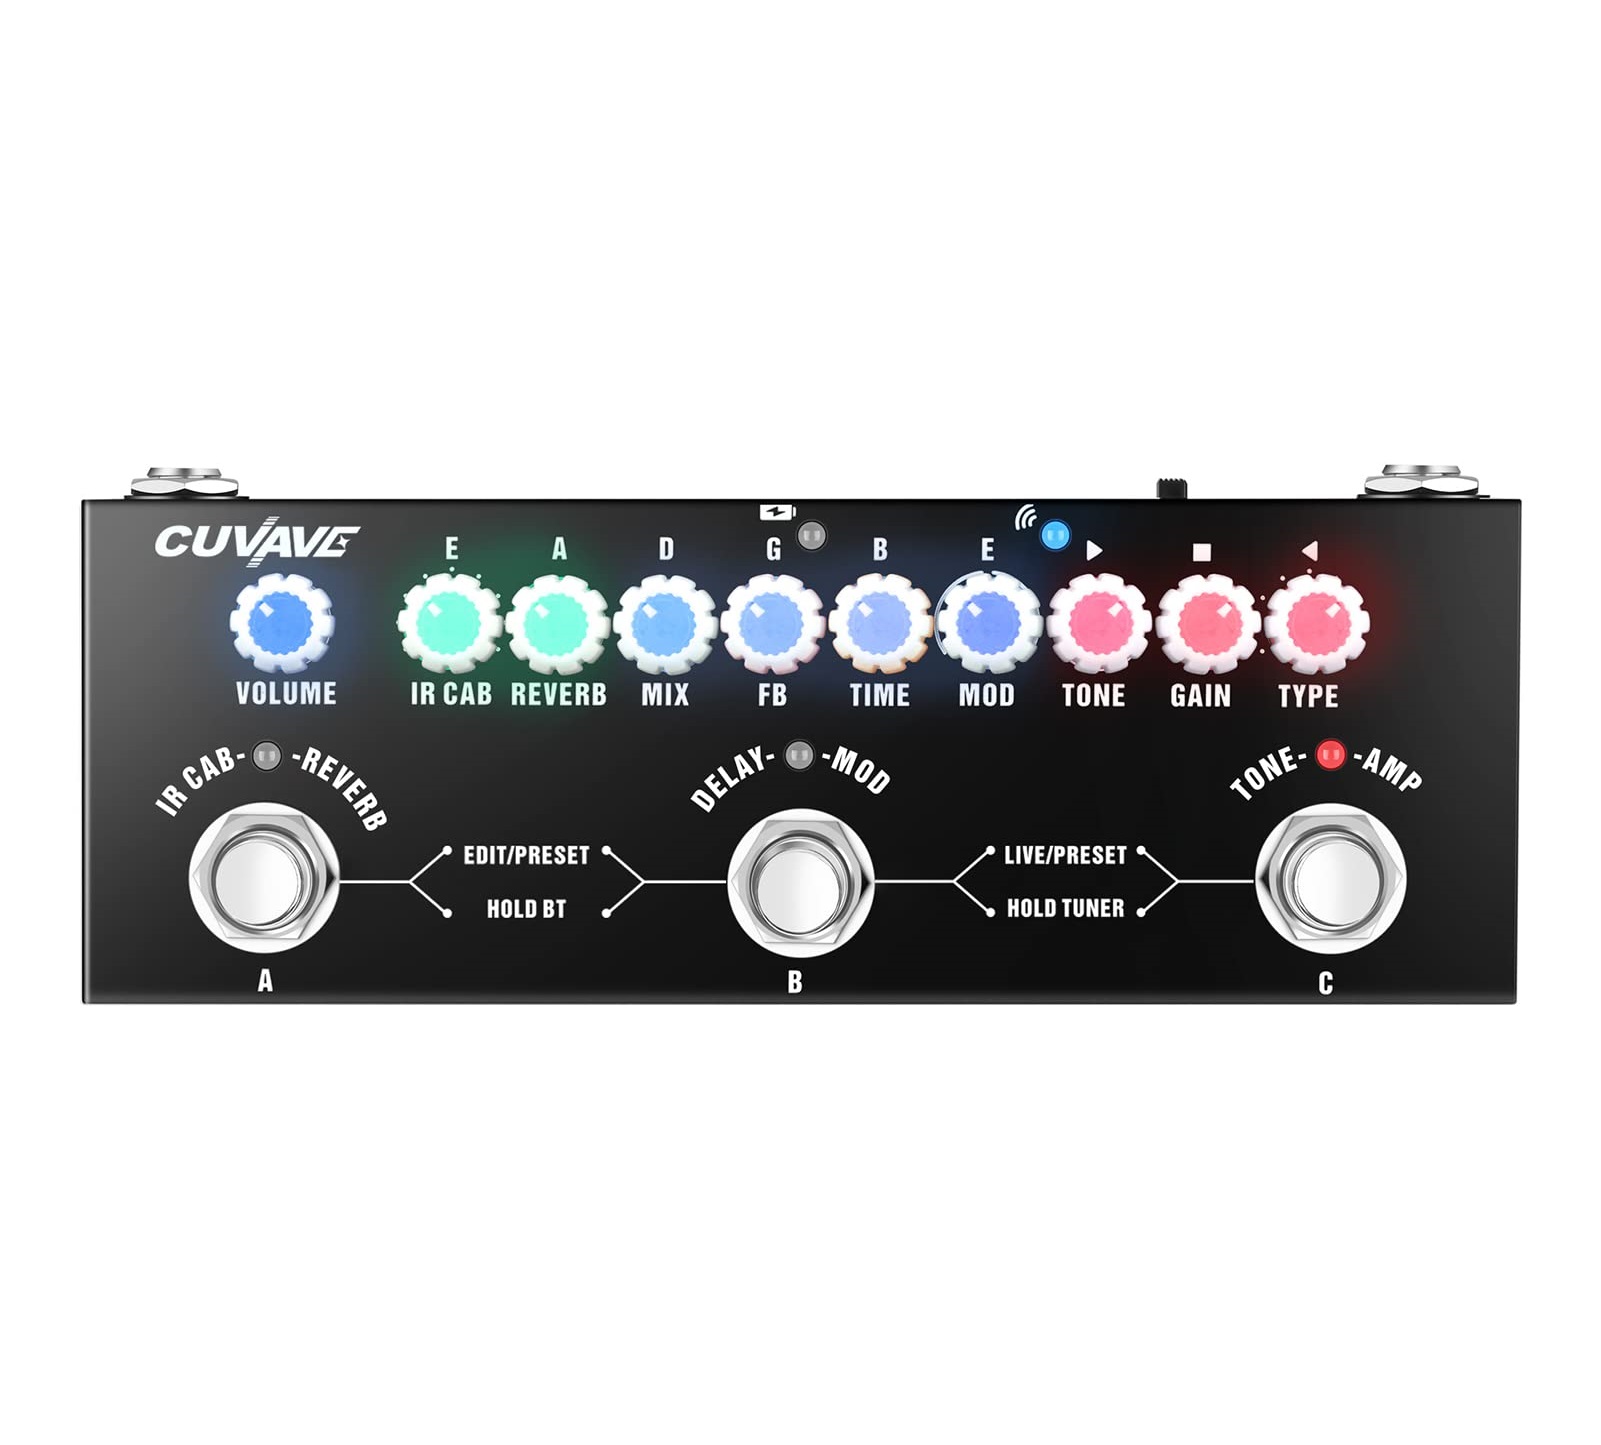 CUVAVE
E A D G B E
VOLUME IR CAB REVERB MIX FB TIME MOD TONE GAIN TYPE
IR CAB- -REVERB DELAY- -MOD TONE- -AMP
EDIT/PRESET LIVE/PRESET
HOLD BT HOLD TUNER
A B C